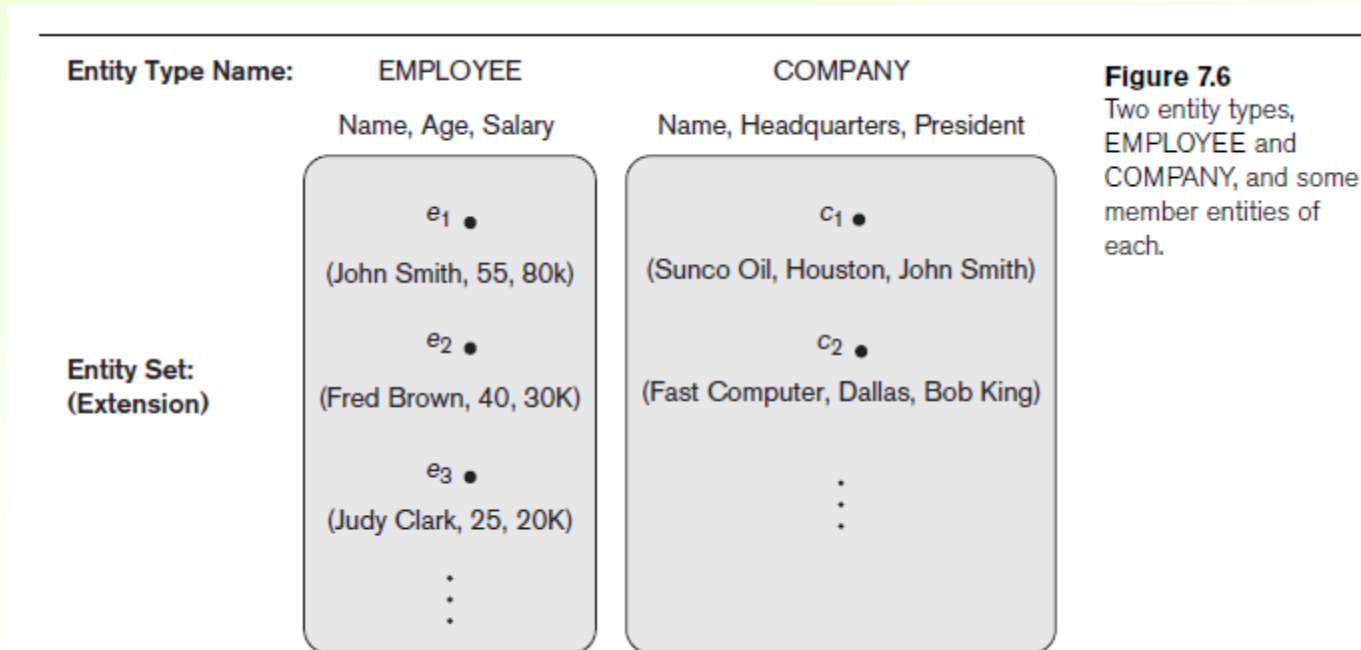 Entity Type Name: EMPLOYEE COMPANY
Name, Age, Salary Name, Headquarters, President
e1 c1
(John Smith, 55, 80k) (Sunco Oil, Houston, John Smith)
e2 c2
(Fred Brown, 40, 30K) (Fast Computer, Dallas, Bob King)
e3
(Judy Clark, 25, 20K)
Entity Set:
(Extension)
Figure 7.6
Two entity types,
EMPLOYEE and
COMPANY, and some
member entities of
each.